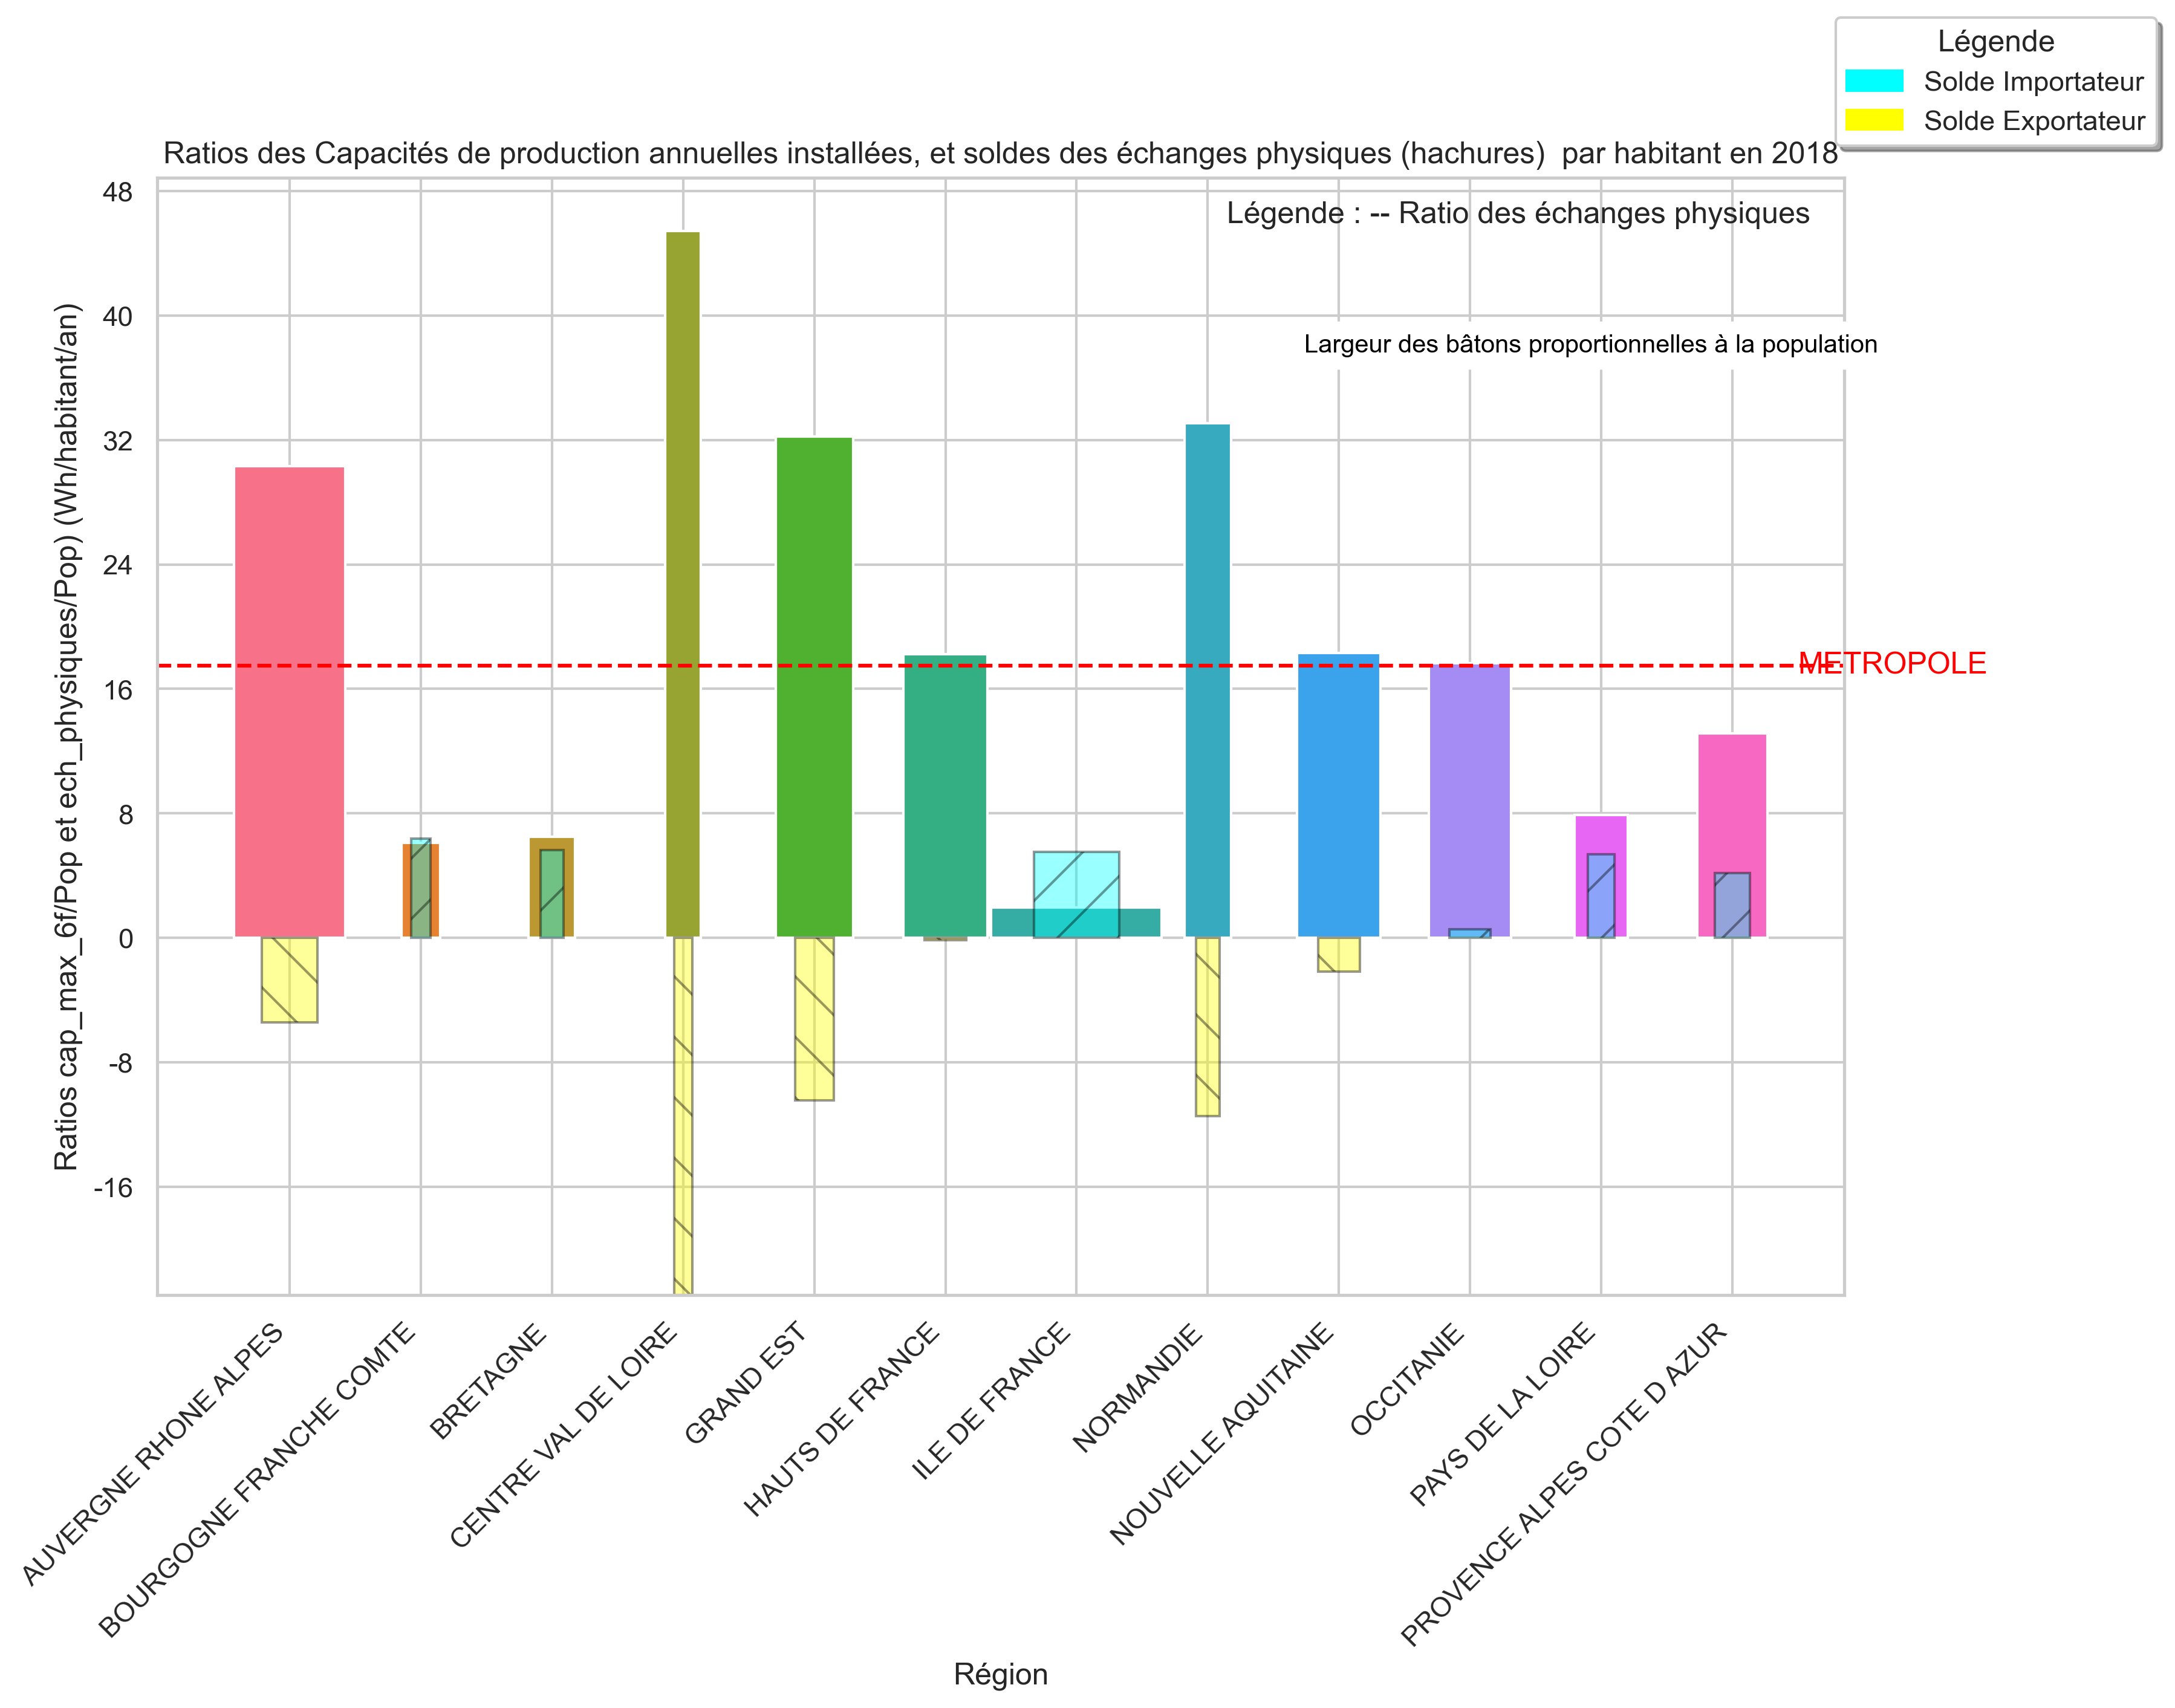 Légende
Solde Importateur
Solde Exportateur
Ratios des Capacités de production annuelles installées, et soldes des échanges physiques (hachures)  par habitant en 2018
Légende : -- Ratio des échanges physiques
Largeur des bâtons proportionnelles à la population
METROPOLE
Ratios cap_max_6f/Pop et ech_physiques/Pop) (Wh/habitant/an)
48
40
32
24
16
8
0
-8
-16
AUVERGNE RHONE ALPES
BOURGOGNE FRANCHE COMTE
BRETAGNE
CENTRE VAL DE LOIRE
GRAND EST
HAUTS DE FRANCE
ILE DE FRANCE
NORMANDIE
NOUVELLE AQUITAINE
OCCITANIE
PAYS DE LA LOIRE
PROVENCE ALPES COTE D AZUR
Région